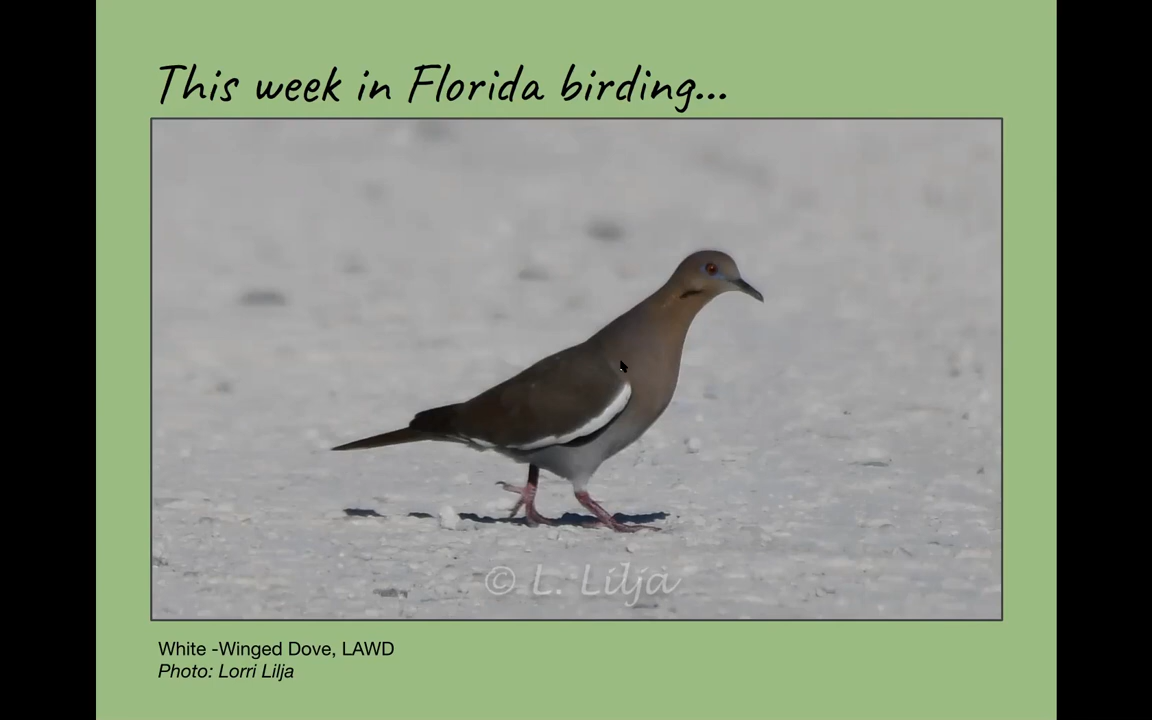 This week in Florida birding...
© L. Lilja
White -Winged Dove, LAWD
Photo: Lorri Lilja